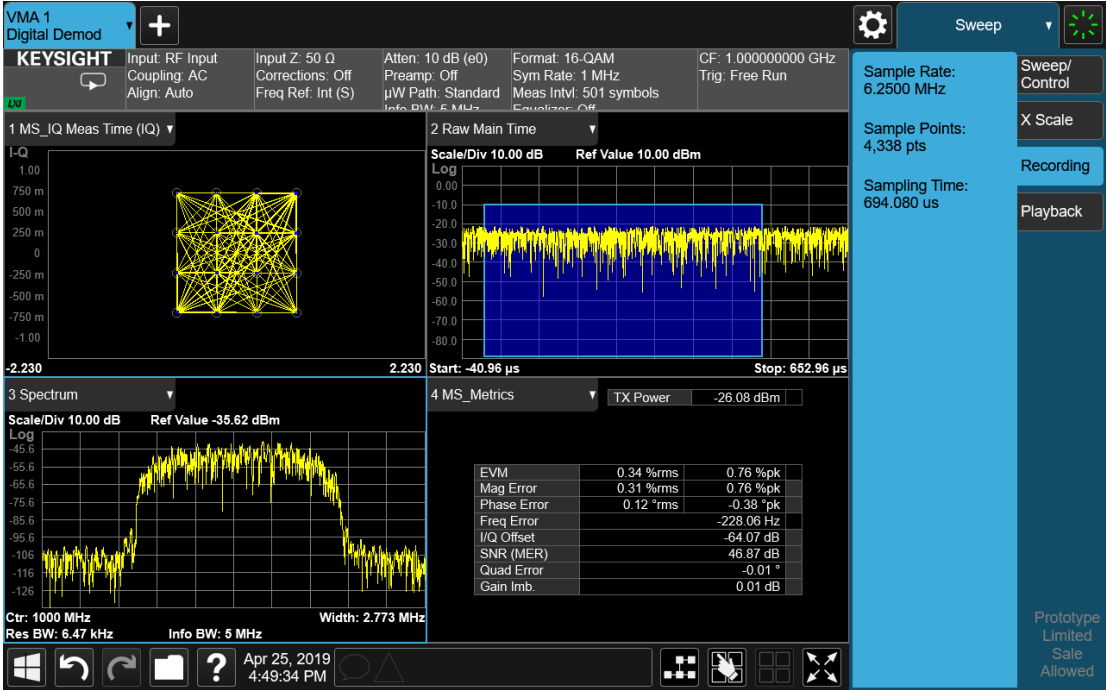 VMA 1
Digital Demod
Sweep
KEYSIGHT
LXI
Input: RF Input
Coupling: AC
Align: Auto
Input Z: 50 Ω
Corrections: Off
Freq Ref: Int (S)
Atten: 10 dB (e0)
Preamp: Off
µW Path: Standard
Info BW: 5 MHz
Format: 16-QAM
Sym Rate: 1 MHz
Meas Intvl: 501 symbols
Equalizer: Off
CF: 1.000000000 GHz
Trig: Free Run
Sample Rate:
6.2500 MHz
Sample Points:
4,338 pts
Sampling Time:
694.080 us
Sweep/
Control
X Scale
Recording
Playback
1 MS_IQ Meas Time (IQ)
I-Q
1.00
750 m
500 m
250 m
0
-250 m
-500 m
-750 m
-1.00
-2.230
2.230
2 Raw Main Time
Scale/Div 10.00 dB
Ref Value 10.00 dBm
Log
0.00
-10.0
-20.0
-30.0
-40.0
-50.0
-60.0
-70.0
-80.0
Start: -40.96 µs
Stop: 652.96 µs
3 Spectrum
Scale/Div 10.00 dB
Ref Value -35.62 dBm
Log
-45.6
-55.6
-65.6
-75.6
-85.6
-95.6
-106
-116
-126
Ctr: 1000 MHz
Width: 2.773 MHz
Res BW: 6.47 kHz
Info BW: 5 MHz
4 MS_Metrics
TX Power -26.08 dBm
EVM 0.34 %rms 0.76 %pk
Mag Error 0.31 %rms 0.76 %pk
Phase Error 0.12 °rms -0.38 °pk
Freq Error -228.06 Hz
I/Q Offset -64.07 dB
SNR (MER) 46.87 dB
Quad Error -0.01 °
Gain Imb. 0.01 dB
Prototype
Limited
Sale
Allowed
?
Apr 25, 2019
4:49:34 PM